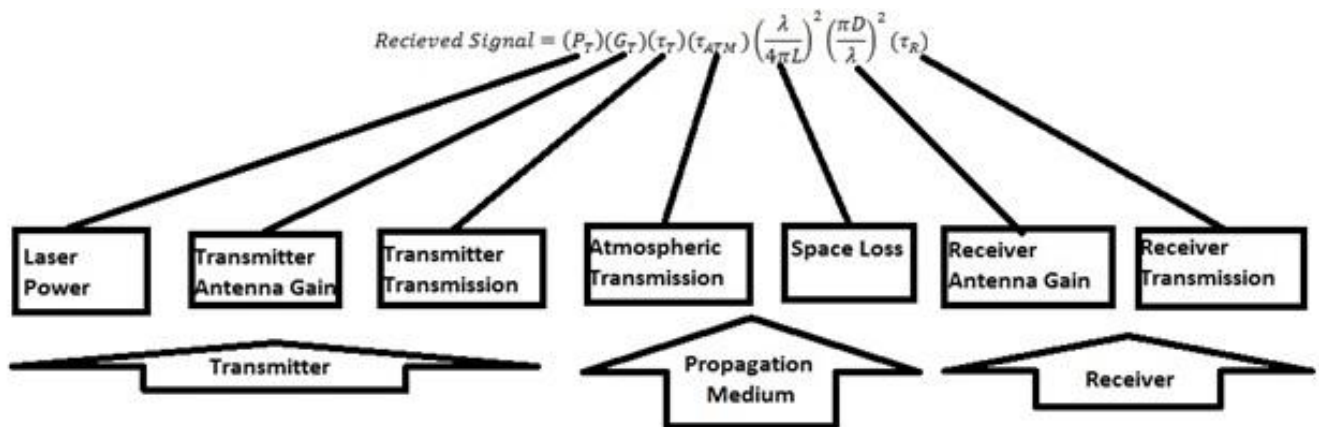 Recieved Signal = (P_T)(G_T)(τ_T)(τ_ATM)(λ/4πL)^2(πD/λ)^2(τ_R)
Laser
Power
Transmitter
Antenna Gain
Transmitter
Transmission
Atmospheric
Transmission
Space Loss
Receiver
Antenna Gain
Receiver
Transmission
Transmitter
Propagation
Medium
Receiver